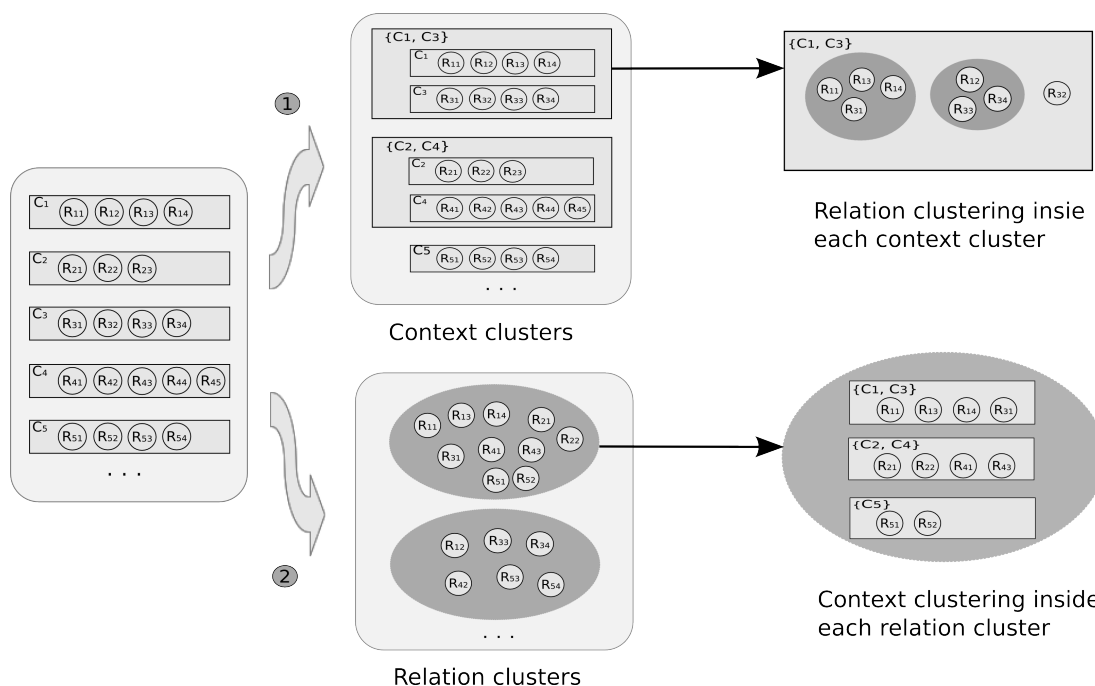 C1 R11 R12 R13 R14
C2 R21 R22 R23
C3 R31 R32 R33 R34
C4 R41 R42 R43 R44 R45
C5 R51 R52 R53 R54
. . .
1
{C1, C3}
C1 R11 R12 R13 R14
C3 R31 R32 R33 R34
{C2, C4}
C2 R21 R22 R23
C4 R41 R42 R43 R44 R45
C5 R51 R52 R53 R54
. . .
Context clusters
{C1, C3}
R11 R13 R14 R31
R12 R33 R34
R32
Relation clustering insie
each context cluster
2
R11 R13 R14 R21 R22
R31 R41 R43
R51 R52
R12 R33 R34
R42 R53 R54
. . .
Relation clusters
{C1, C3}
R11 R13 R14 R31
{C2, C4}
R21 R22 R41 R43
{C5}
R51 R52
Context clustering inside
each relation cluster